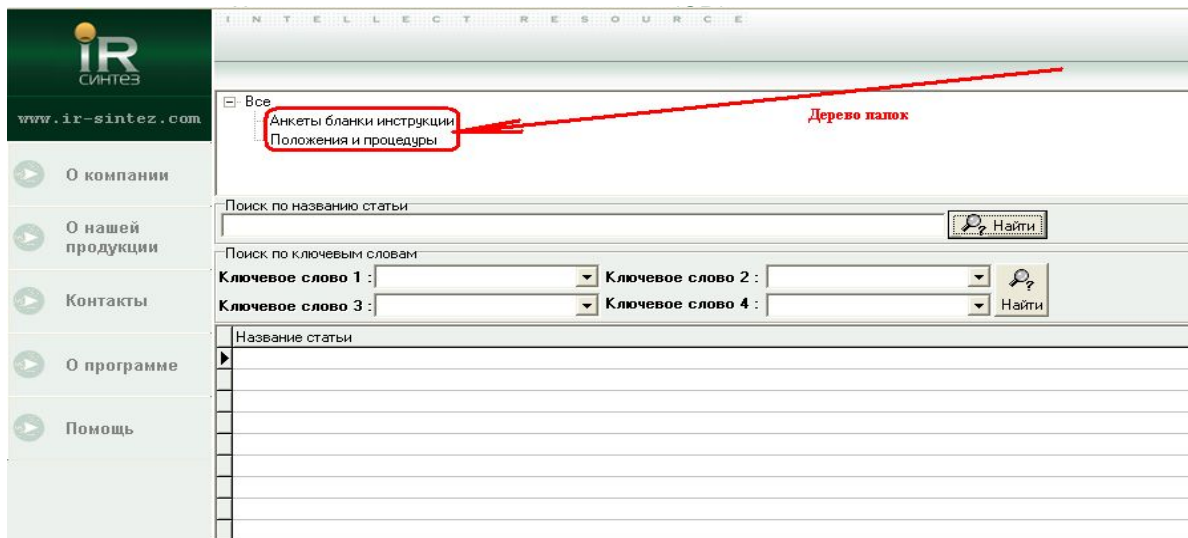 INTELLECT RESOURCE
iR
СИНТЕЗ
www.ir-sintez.com
Все
Анкеты бланки инструкции
Положения и процедуры
Дерево папок
О компании
О нашей
продукции
Контакты
О программе
Помощь
Поиск по названию статьи
Найти
Поиск по ключевым словам
Ключевое слово 1 :
Ключевое слово 2 :
Ключевое слово 3 :
Ключевое слово 4 :
Найти
Название статьи